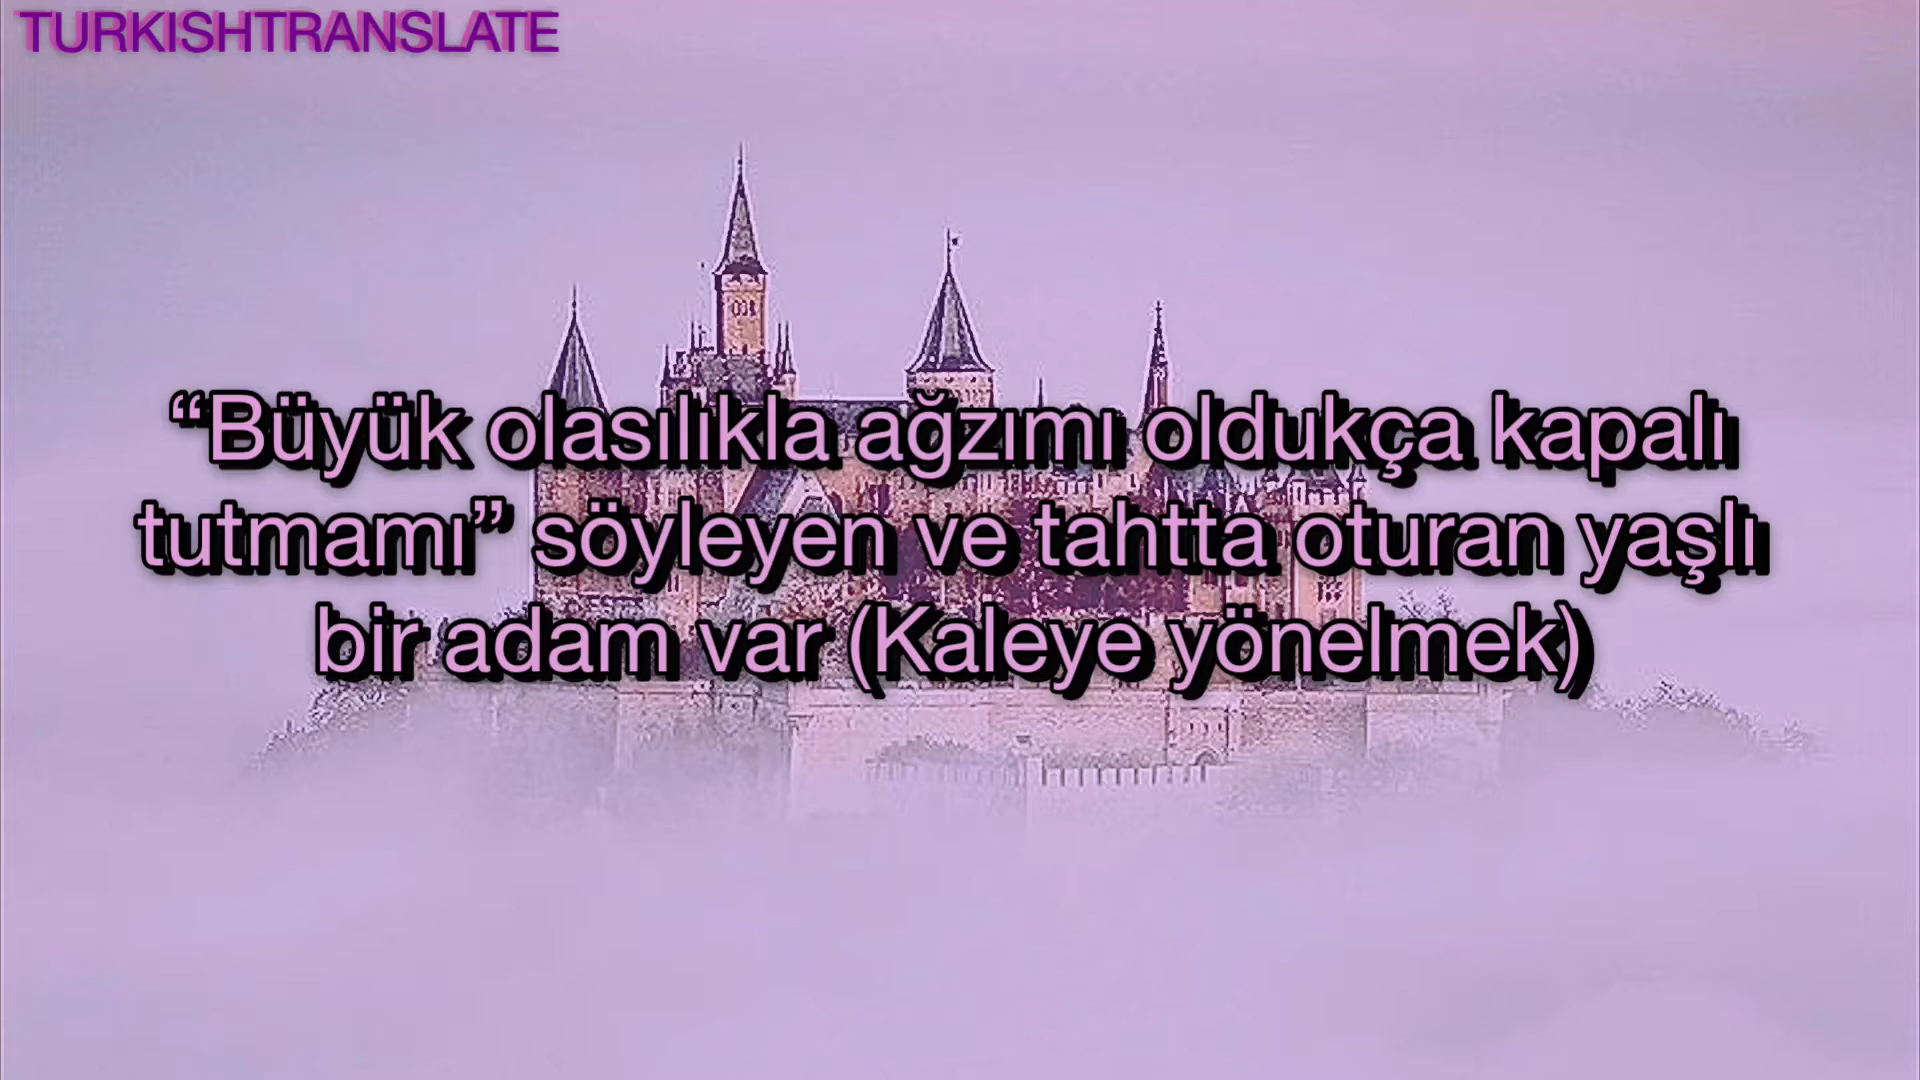 TURKISHTRANSLATE
“Büyük olasılıkla ağzımı oldukça kapalı
tutmamı” söyleyen ve tahtta oturan yaşlı
bir adam var (Kaleye yönelmek)